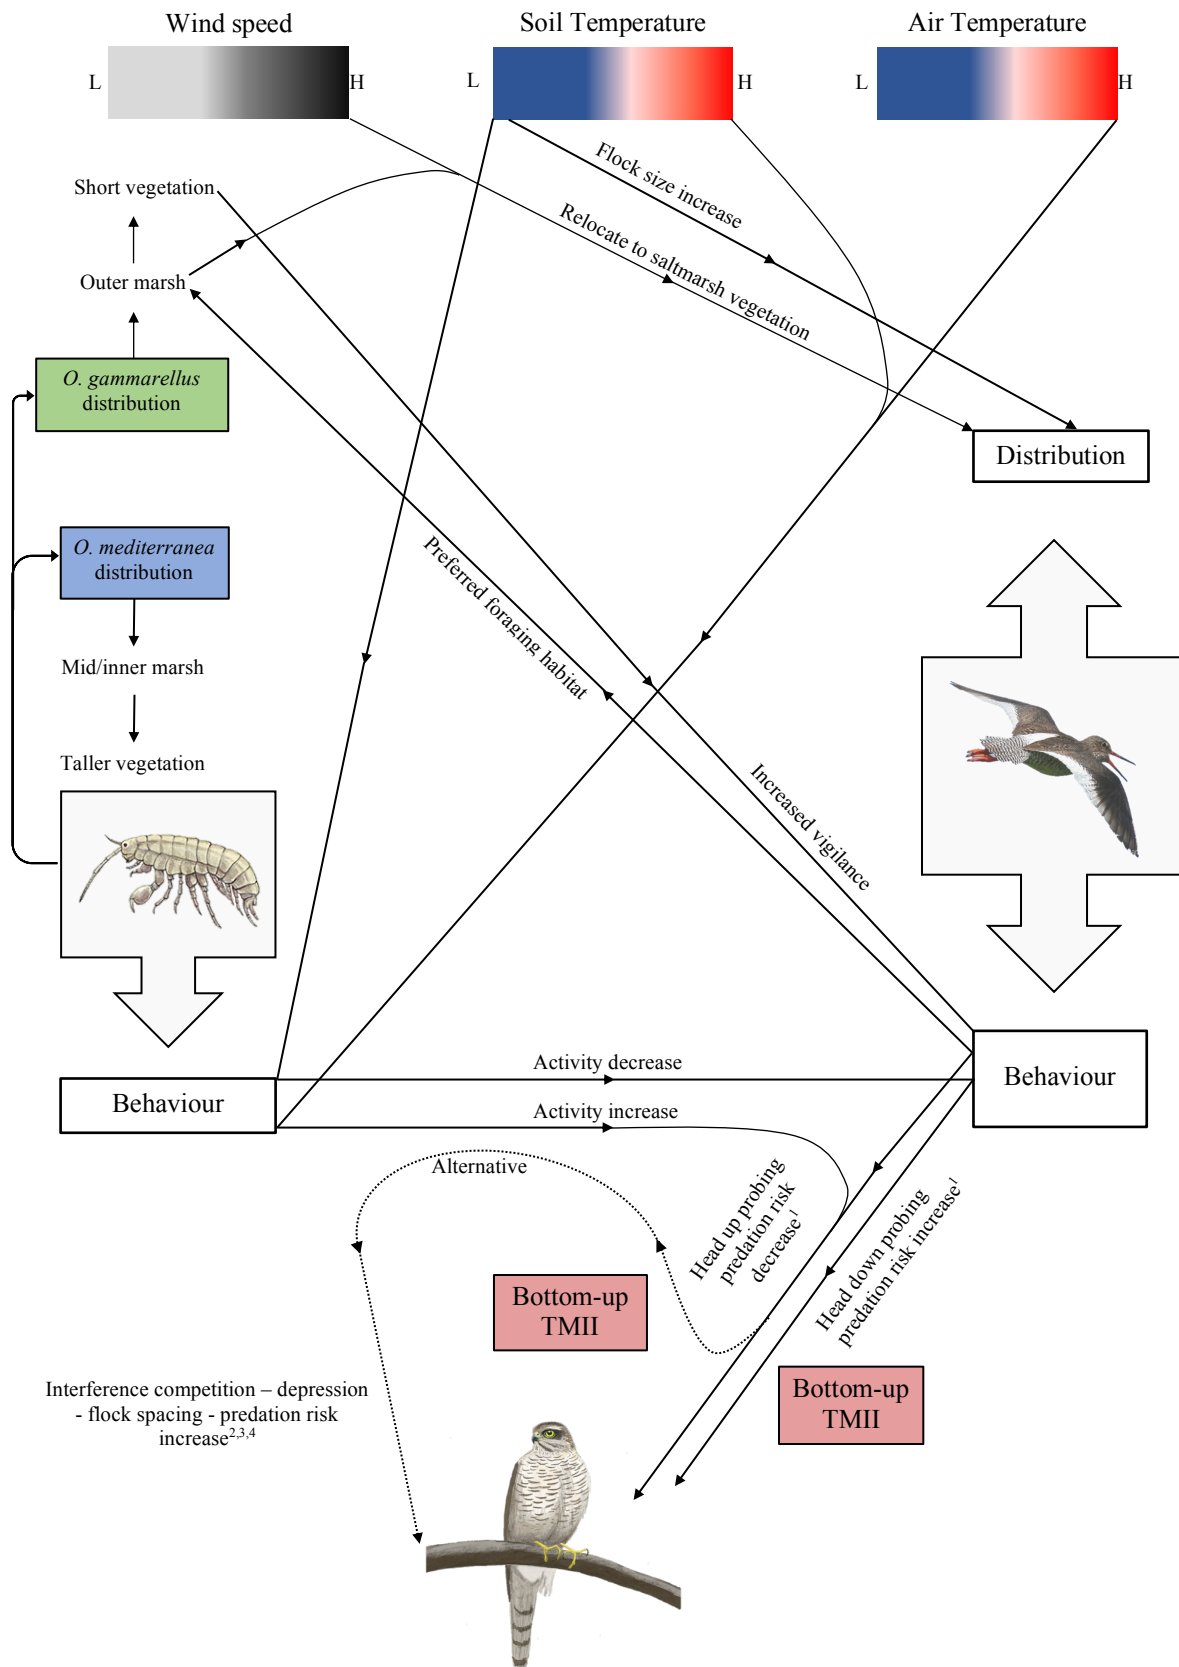 Wind speed
Soil Temperature
Air Temperature
L
H
L
H
L
H
Short vegetation
Flock size increase
Relocate to saltmarsh vegetation
Outer marsh
O. gammarellus
distribution
Distribution
O. mediterranea
distribution
Preferred foraging habitat
Mid/inner marsh
Taller vegetation
Increased vigilance
Activity decrease
Behaviour
Behaviour
Activity increase
Alternative
Head up probing
predation risk
decrease1
Head down probing
predation risk increase1
Bottom-up
TMII
Bottom-up
TMII
Interference competition – depression
- flock spacing - predation risk
increase2,3,4